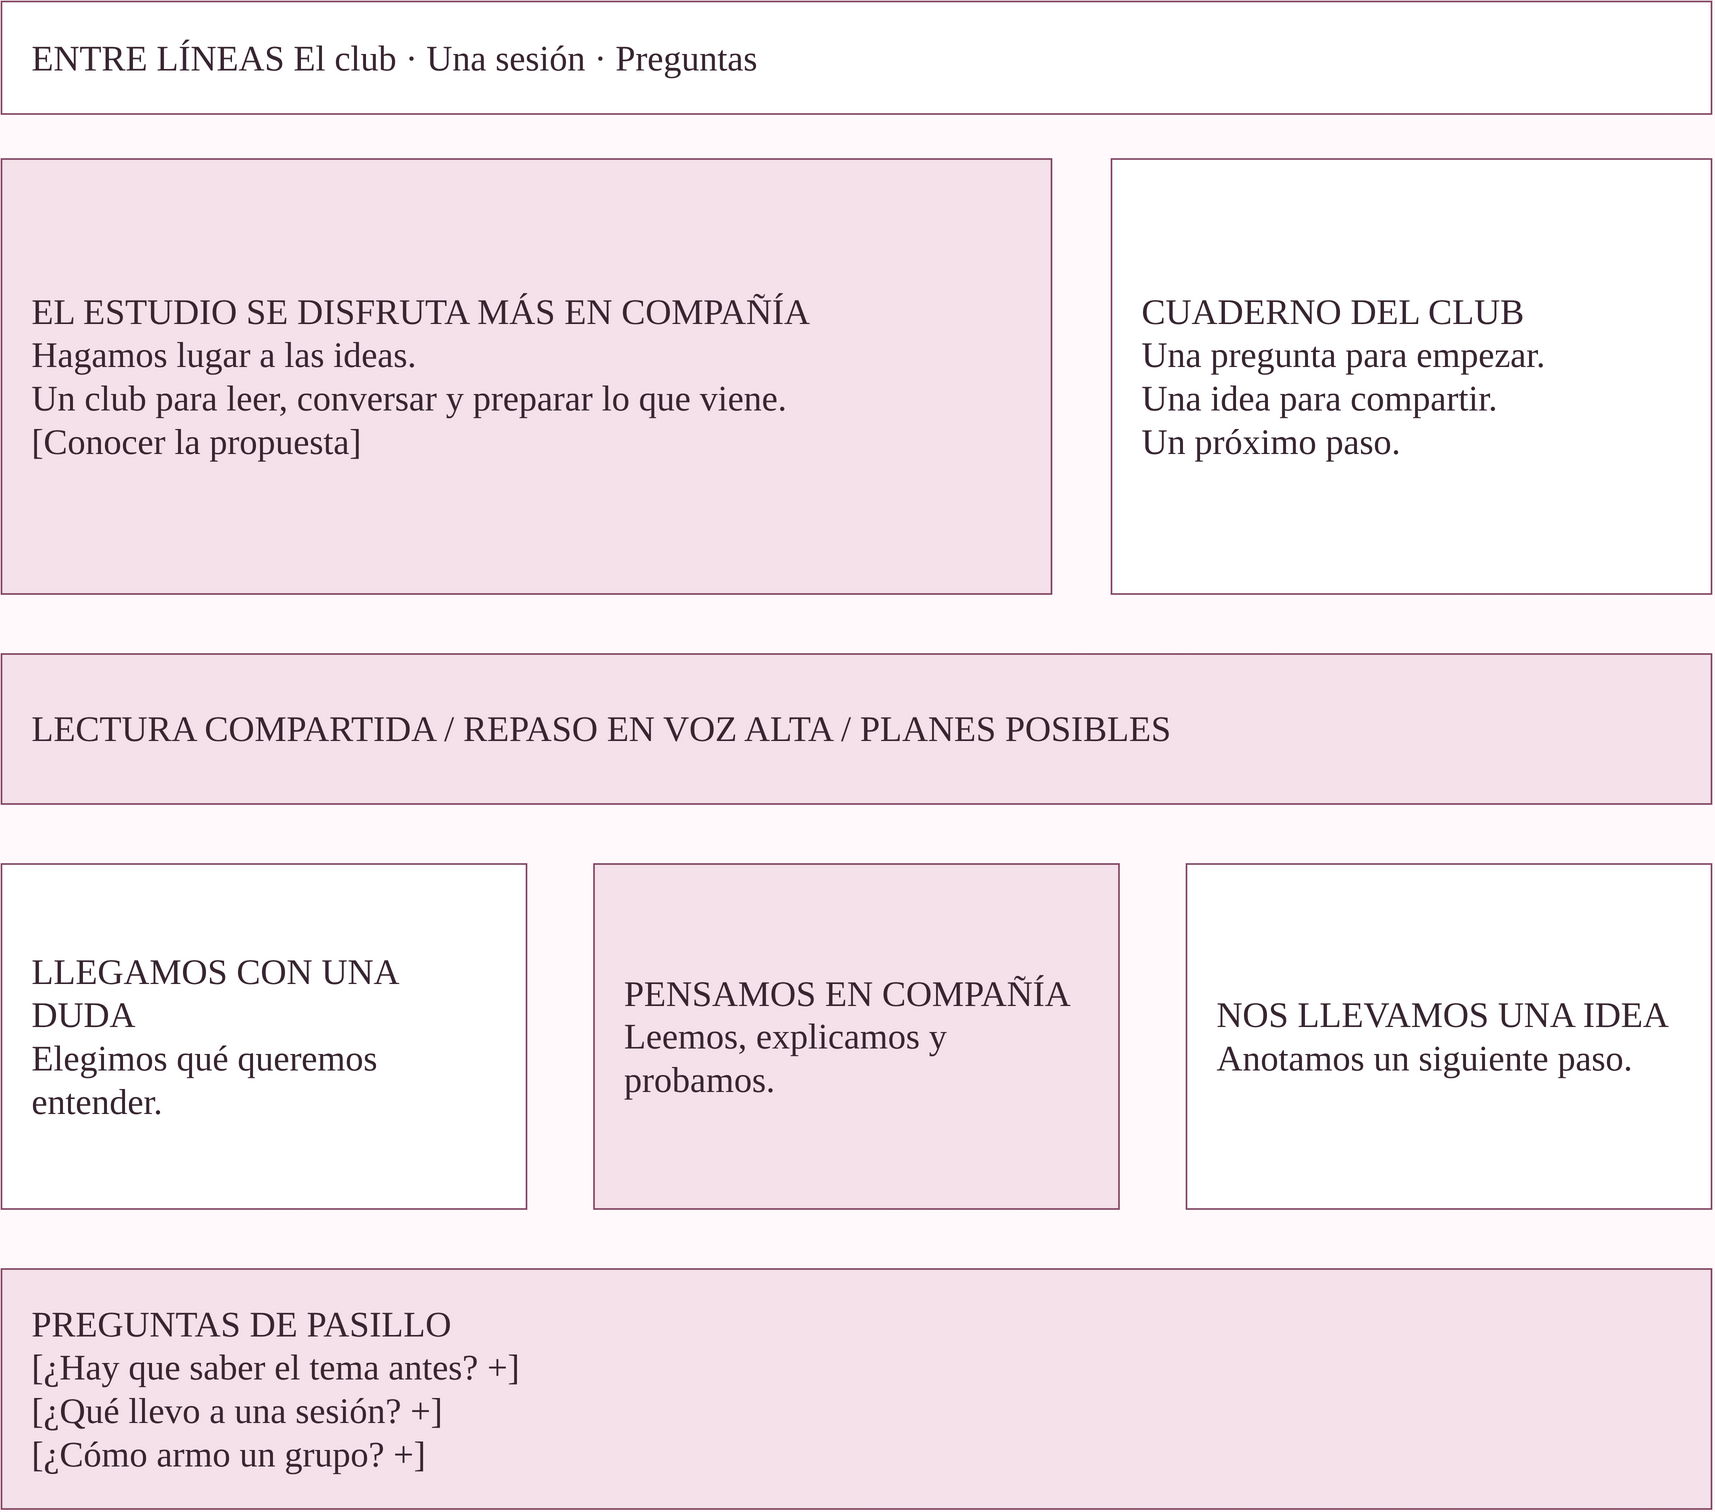 ENTRE LÍNEAS El club · Una sesión · Preguntas
EL ESTUDIO SE DISFRUTA MÁS EN COMPAÑÍA
Hagamos lugar a las ideas.
Un club para leer, conversar y preparar lo que viene.
[Conocer la propuesta]
CUADERNO DEL CLUB
Una pregunta para empezar.
Una idea para compartir.
Un próximo paso.
LECTURA COMPARTIDA / REPASO EN VOZ ALTA / PLANES POSIBLES
LLEGAMOS CON UNA
DUDA
Elegimos qué queremos
entender.
PENSAMOS EN COMPAÑÍA
Leemos, explicamos y
probamos.
NOS LLEVAMOS UNA IDEA
Anotamos un siguiente paso.
PREGUNTAS DE PASILLO
[¿Hay que saber el tema antes? +]
[¿Qué llevo a una sesión? +]
[¿Cómo armo un grupo? +]